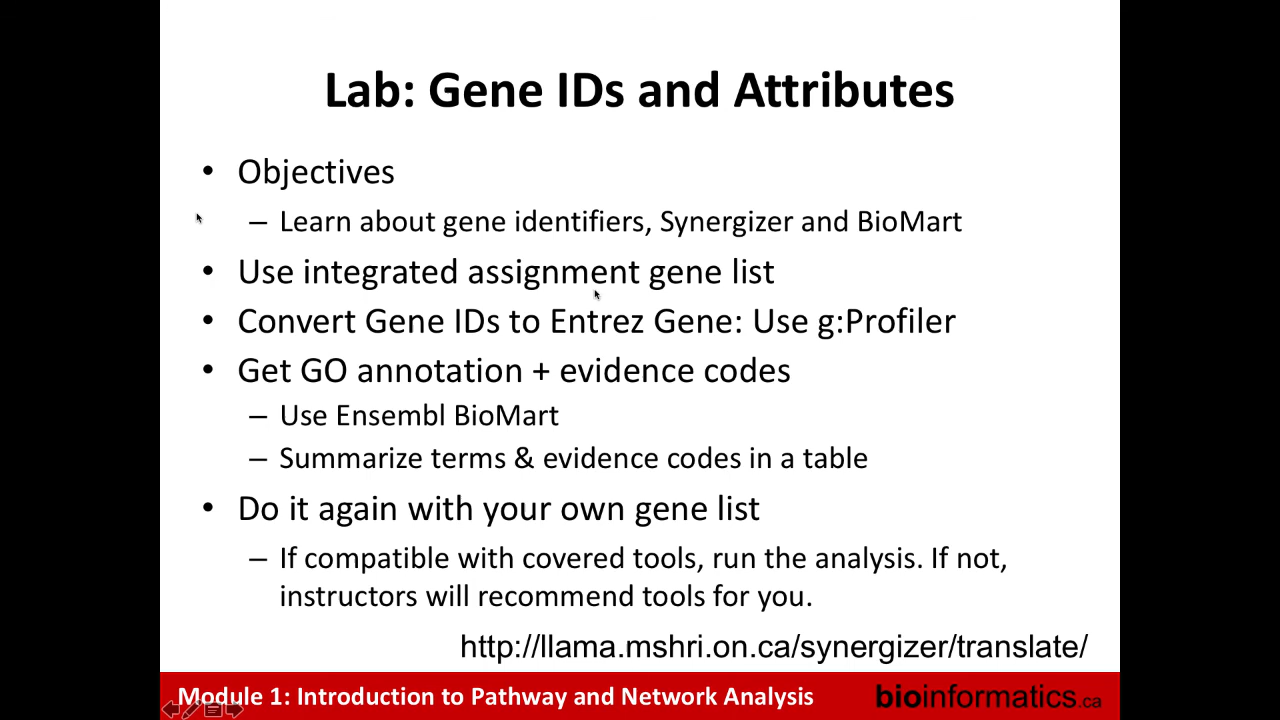 Lab: Gene IDs and Attributes
• Objectives
– Learn about gene identifiers, Synergizer and BioMart
• Use integrated assignment gene list
• Convert Gene IDs to Entrez Gene: Use g:Profiler
• Get GO annotation + evidence codes
– Use Ensembl BioMart
– Summarize terms & evidence codes in a table
• Do it again with your own gene list
– If compatible with covered tools, run the analysis. If not,
instructors will recommend tools for you.
http://llama.mshri.on.ca/synergizer/translate/
Module 1: Introduction to Pathway and Network Analysis
bioinformatics.ca